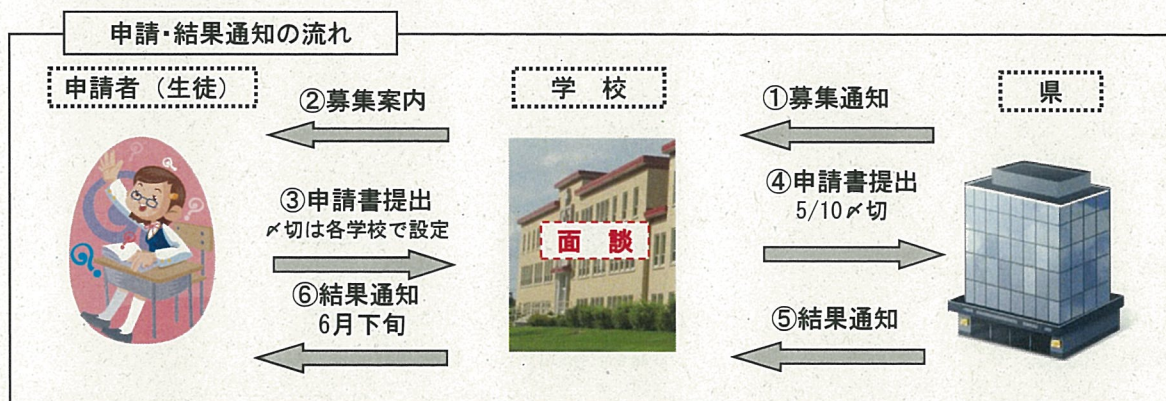 申請・結果通知の流れ
申請者(生徒)
学 校
県
②募集案内
①募集通知
③申請書提出
〆切は各学校で設定
④申請書提出
5/10〆切
面 談
⑥結果通知
6月下旬
⑤結果通知